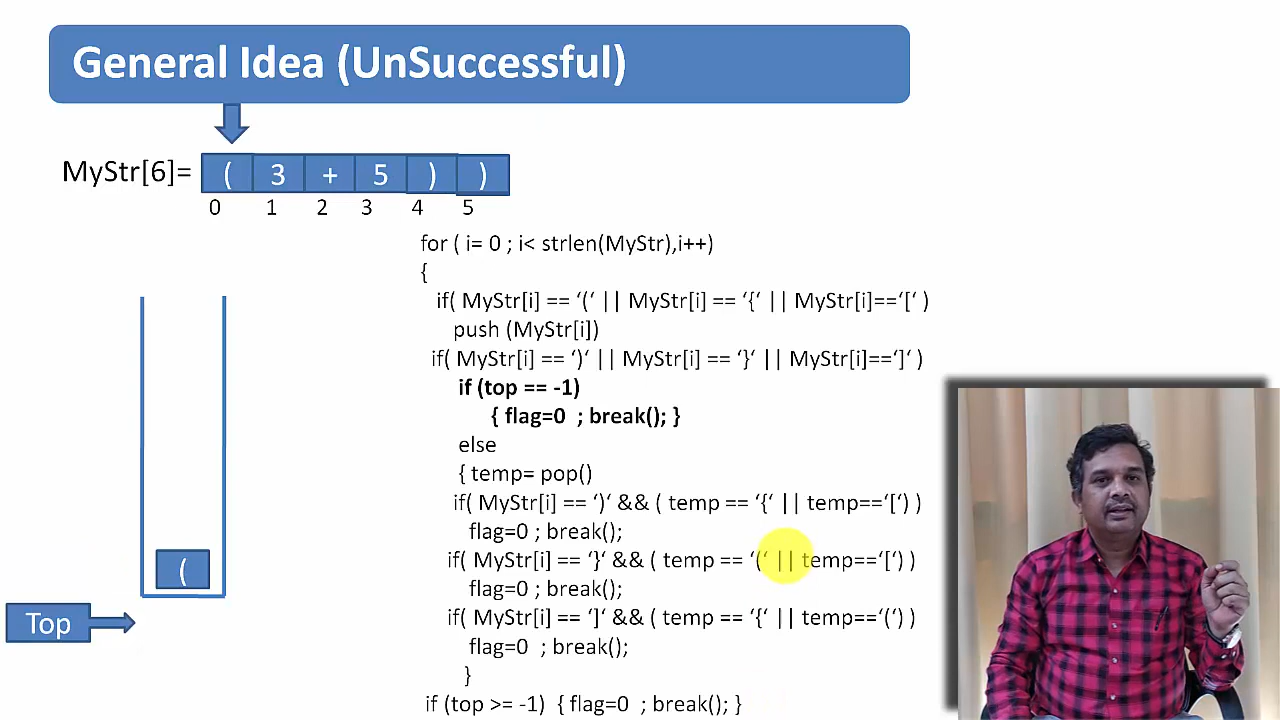 General Idea (UnSuccessful)
MyStr[6]= ( 3 + 5 ) )
0 1 2 3 4 5
for ( i= 0 ; i< strlen(MyStr),i++)
{
if( MyStr[i] == ‘(‘ || MyStr[i] == ‘{‘ || MyStr[i]==‘[‘ )
push (MyStr[i])
if( MyStr[i] == ‘)‘ || MyStr[i] == ‘}‘ || MyStr[i]==‘]‘ )
if (top == -1)
{ flag=0 ; break(); }
else
{ temp= pop()
if( MyStr[i] == ‘)‘ && ( temp == ‘{‘ || temp==‘[‘) )
flag=0 ; break();
if( MyStr[i] == ‘}‘ && ( temp == ‘(‘ || temp==‘[‘) )
flag=0 ; break();
if( MyStr[i] == ‘]‘ && ( temp == ‘{‘ || temp==‘(‘) )
flag=0 ; break();
}
if (top >= -1) { flag=0 ; break(); }
(
Top